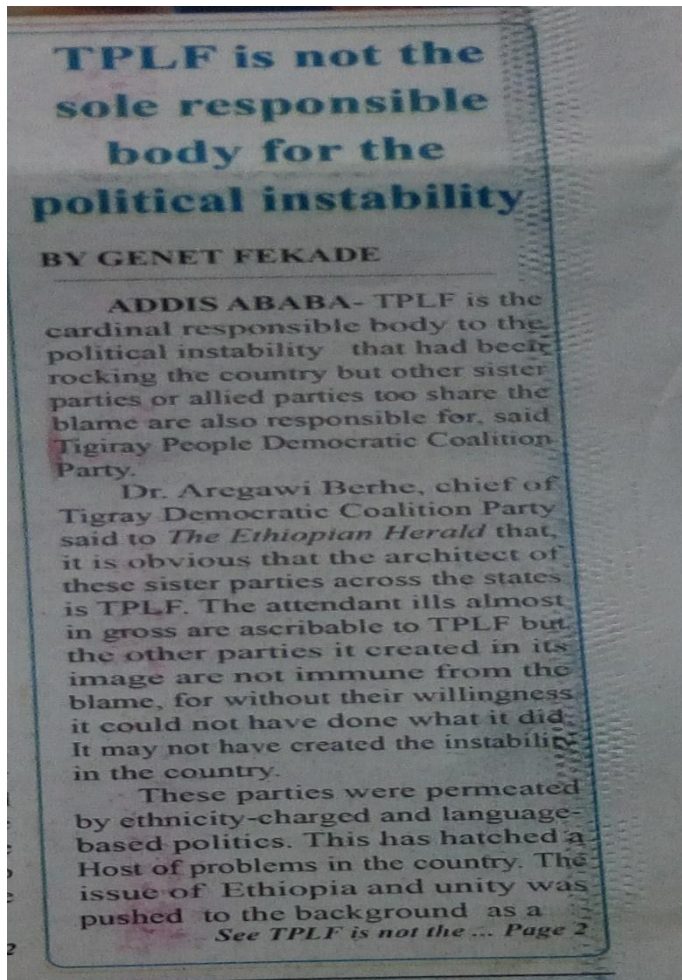 TPLF is not the
sole responsible
body for the
political instability
BY GENET FEKADE
ADDIS ABABA- TPLF is the
cardinal responsible body to the
political instability that had been
rocking the country but other sister
parties or allied parties too share the
blame are also responsible for, said
Tigiray People Democratic Coalition
Party.
Dr. Aregawi Berhe, chief of
Tigray Democratic Coalition Party
said to The Ethiopian Herald that,
it is obvious that the architect of
these sister parties across the states
is TPLF. The attendant ills almost
in gross are ascribable to TPLF but
the other parties it created in its
image are not immune from the
blame, for without their willingness
it could not have done what it did.
It may not have created the instability
in the country.
These parties were permeated
by ethnicity-charged and language-
based politics. This has hatched a
Host of problems in the country. The
issue of Ethiopia and unity was
pushed to the background as a
See TPLF is not the ... Page 2
2